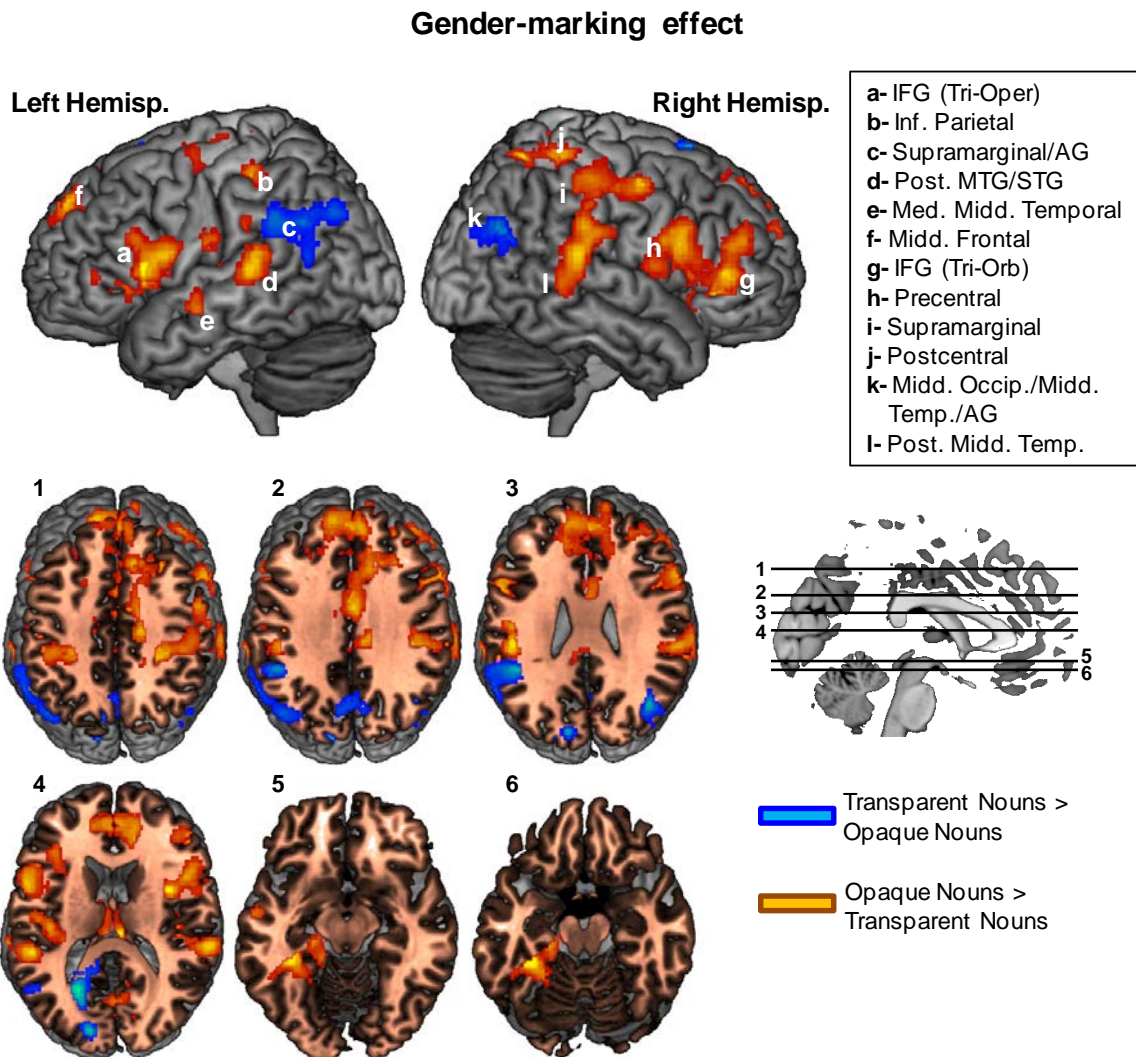 Gender-marking effect
Left Hemisp.
Right Hemisp.
f
a
b
c
d
e
j
i
k
h
l
g
a- IFG (Tri-Oper)
b- Inf. Parietal
c- Supramarginal/AG
d- Post. MTG/STG
e- Med. Midd. Temporal
f- Midd. Frontal
g- IFG (Tri-Orb)
h- Precentral
i- Supramarginal
j- Postcentral
k- Midd. Occip./Midd.
Temp./AG
l- Post. Midd. Temp.
1
2
3
1
2
3
4
5
6
4
5
6
Transparent Nouns >
Opaque Nouns
Opaque Nouns >
Transparent Nouns